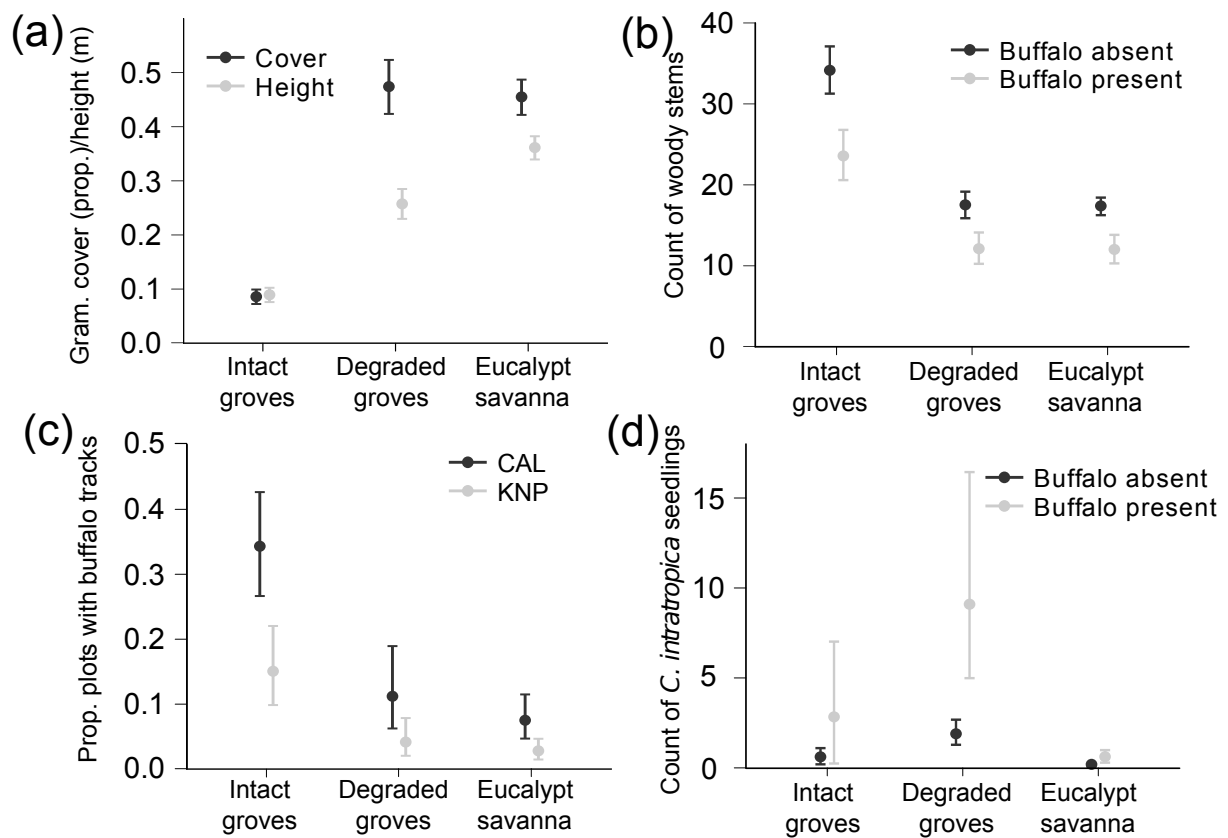 (a)
Gram. cover (prop.)/height (m)
Cover
Height
0.5
0.4
0.3
0.2
0.1
0.0
Intact
groves
Degraded
groves
Eucalypt
savanna
(b)
Count of woody stems
Buffalo absent
Buffalo present
40
30
20
10
0
Intact
groves
Degraded
groves
Eucalypt
savanna
(c)
Prop. plots with buffalo tracks
CAL
KNP
0.5
0.4
0.3
0.2
0.1
0.0
Intact
groves
Degraded
groves
Eucalypt
savanna
(d)
Count of C. intratropica seedlings
Buffalo absent
Buffalo present
15
10
5
0
Intact
groves
Degraded
groves
Eucalypt
savanna